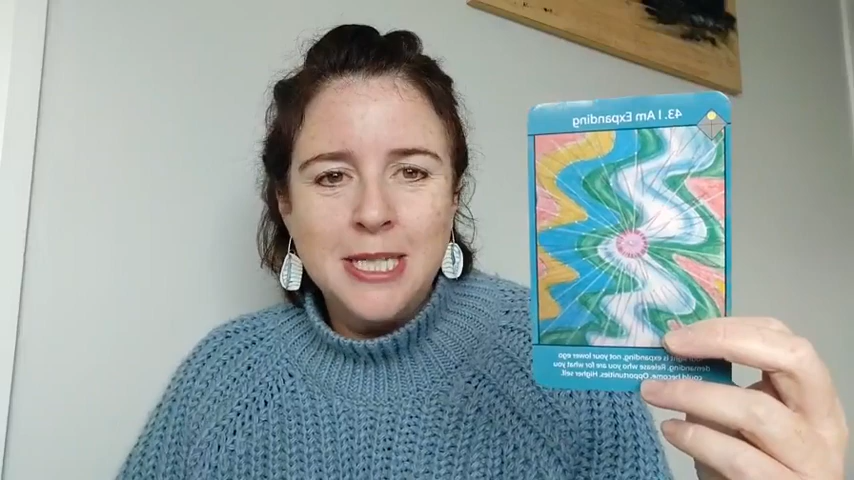 43. I Am Expanding
light is expanding, not your lower ego
demanding. Release who you are for what you
could become. Opportunities. Higher self.